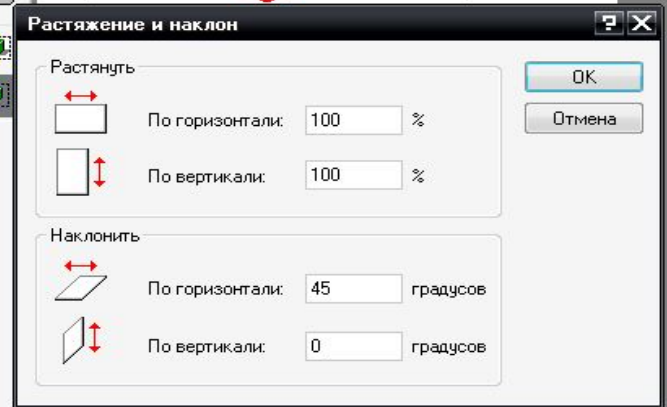 Растяжение и наклон
Растянуть
OK
По горизонтали: 100 %
Отмена
По вертикали: 100 %
Наклонить
По горизонтали: 45 градусов
По вертикали: 0 градусов